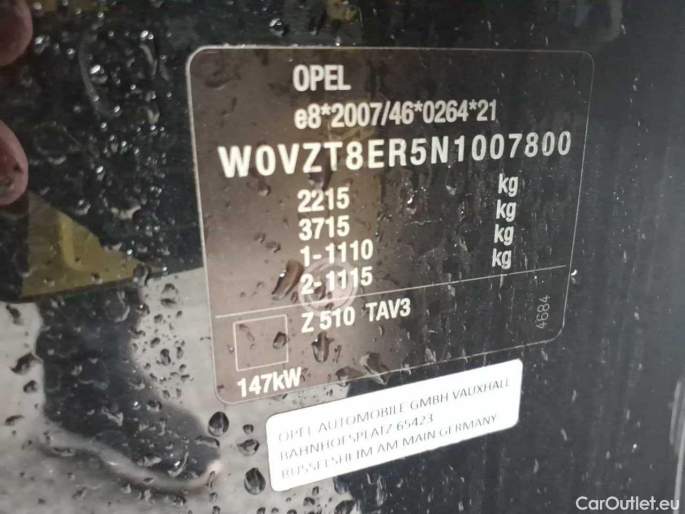 OPEL
e8*2007/46*0264*21
W0VZT8ER5N1007800
2215 kg
3715 kg
1-1110 kg
2-1115 kg
Z 510 TAV3
4684
147kW
OPEL AUTOMOBILE GMBH VAUXHALL
BAHNHOFSPLATZ 65423
RUSSELSHEIM AM MAIN GERMANY
CarOutlet.eu